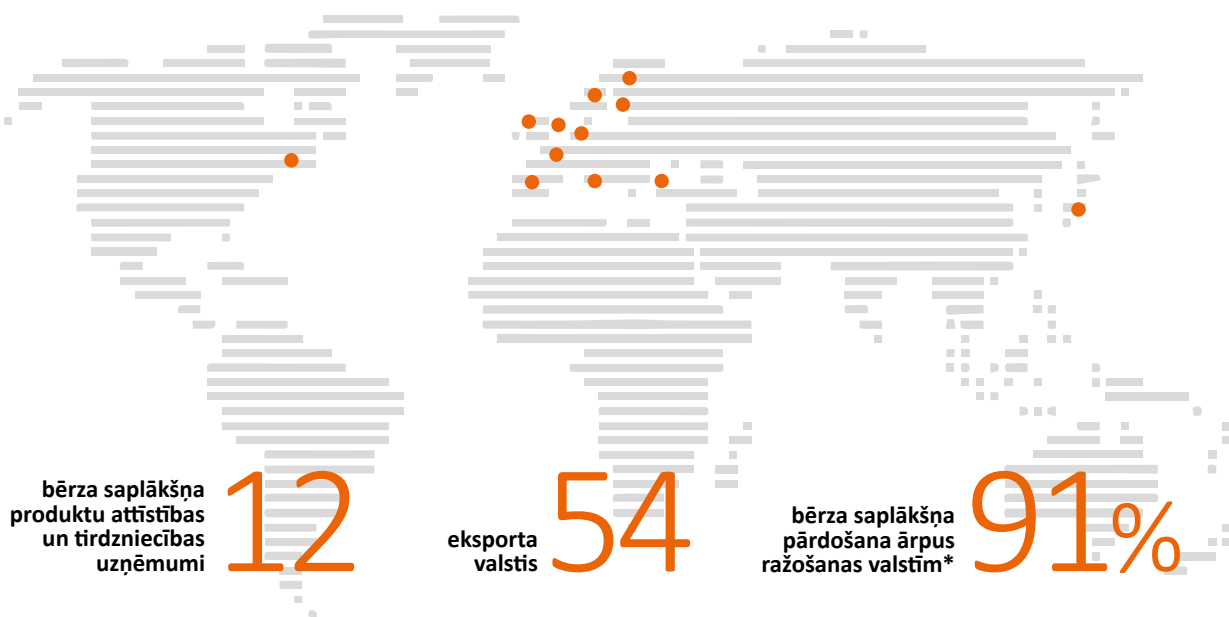 bērza saplākšņa
produktu attīstības
un tirdzniecības
uzņēmumi
12
eksporta
valstis
54
bērza saplākšņa
pārdošana ārpus
ražošanas valstīm*
91%